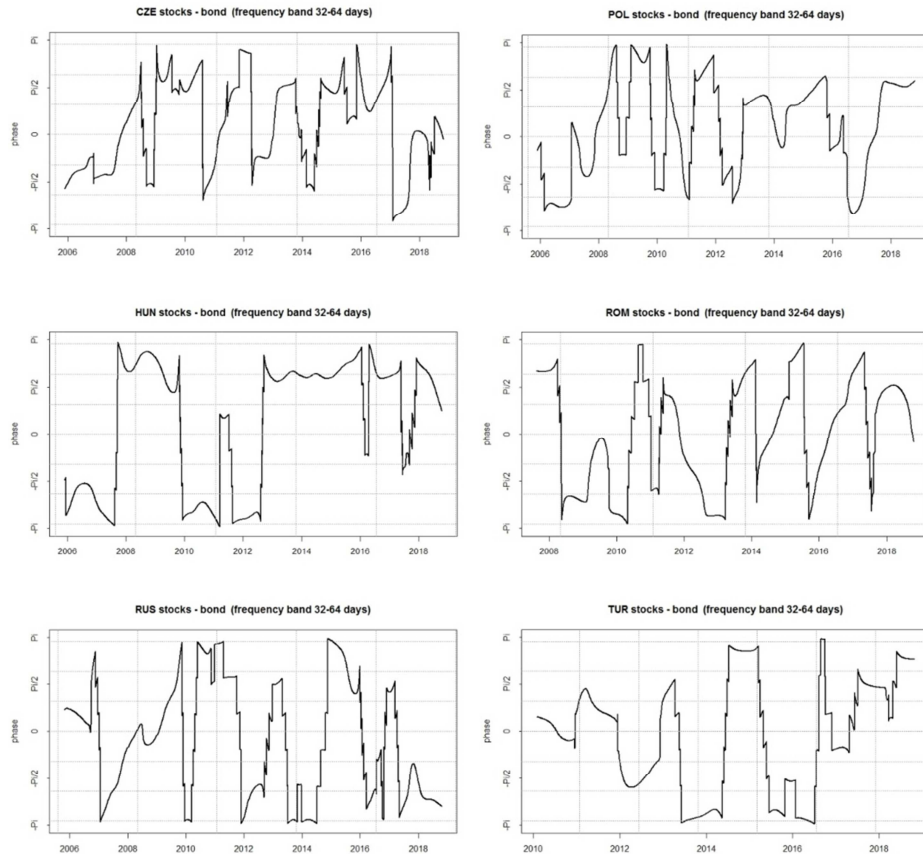 CZE stocks - bond (frequency band 32-64 days)
phase
Pi
Pi/2
0
-Pi/2
-Pi
2006 2008 2010 2012 2014 2016 2018
POL stocks - bond (frequency band 32-64 days)
phase
Pi
Pi/2
0
-Pi/2
-Pi
2006 2008 2010 2012 2014 2016 2018
HUN stocks - bond (frequency band 32-64 days)
phase
Pi
Pi/2
0
-Pi/2
-Pi
2006 2008 2010 2012 2014 2016 2018
ROM stocks - bond (frequency band 32-64 days)
phase
Pi
Pi/2
0
-Pi/2
-Pi
2008 2010 2012 2014 2016 2018
RUS stocks - bond (frequency band 32-64 days)
phase
Pi
Pi/2
0
-Pi/2
-Pi
2006 2008 2010 2012 2014 2016 2018
TUR stocks - bond (frequency band 32-64 days)
phase
Pi
Pi/2
0
-Pi/2
-Pi
2010 2012 2014 2016 2018